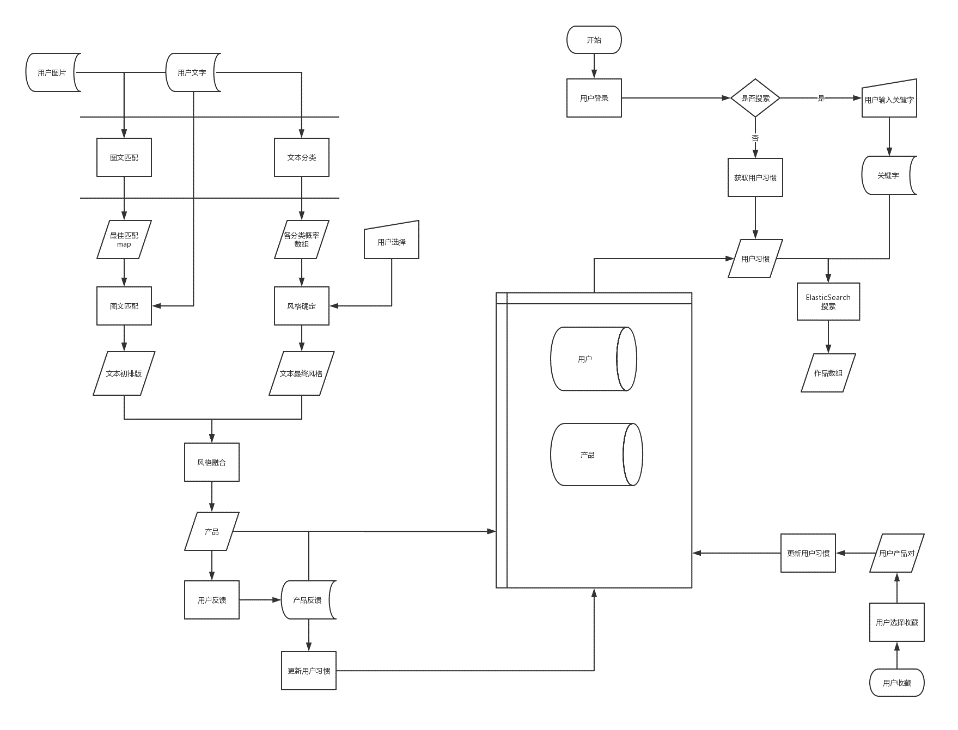 开始
用户图片
用户文字
用户登录
是否搜索
是
用户输入关键字
否
图文匹配
文本分类
获取用户习惯
关键字
最佳匹配
map
各分类概率
数组
用户选择
用户习惯
图文匹配
风格确定
ElasticSearch
搜索
用户
文本初排版
文本最终风格
作品数组
产品
风格融合
产品
更新用户习惯
用户产品对
用户反馈
产品反馈
用户选择收藏
更新用户习惯
用户收藏